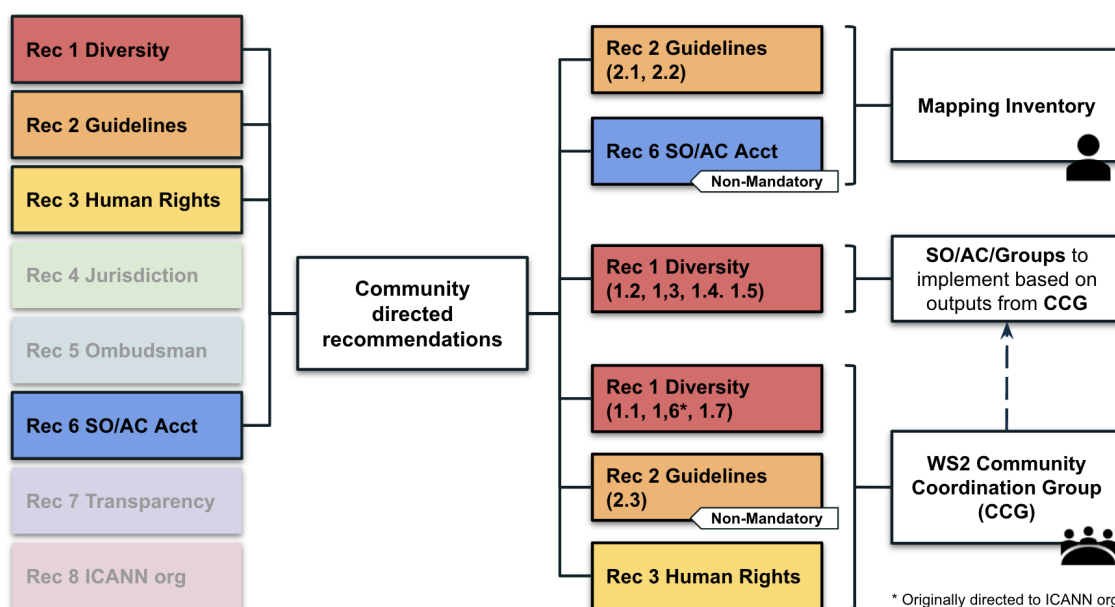 Rec 1 Diversity
Rec 2 Guidelines
Rec 3 Human Rights
Rec 4 Jurisdiction
Rec 5 Ombudsman
Rec 6 SO/AC Acct
Rec 7 Transparency
Rec 8 ICANN org
Community
directed
recommendations
Rec 2 Guidelines
(2.1, 2.2)
Rec 6 SO/AC Acct
Non-Mandatory
Rec 1 Diversity
(1.2, 1,3, 1.4. 1.5)
Rec 1 Diversity
(1.1, 1,6*, 1.7)
Rec 2 Guidelines
(2.3)
Non-Mandatory
Rec 3 Human Rights
Mapping Inventory
SO/AC/Groups to
implement based on
outputs from CCG
WS2 Community
Coordination Group
(CCG)
* Originally directed to ICANN org